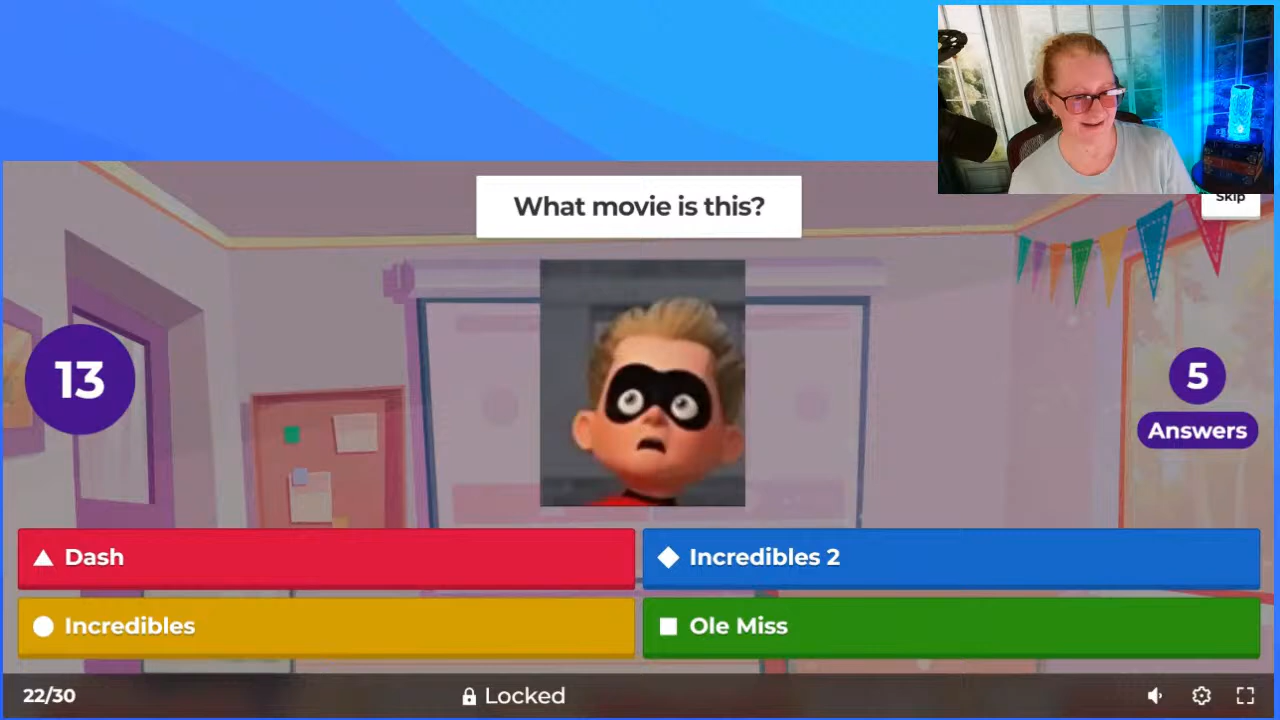 What movie is this?
Skip
13
5
Answers
Dash
Incredibles 2
Incredibles
Ole Miss
22/30
Locked